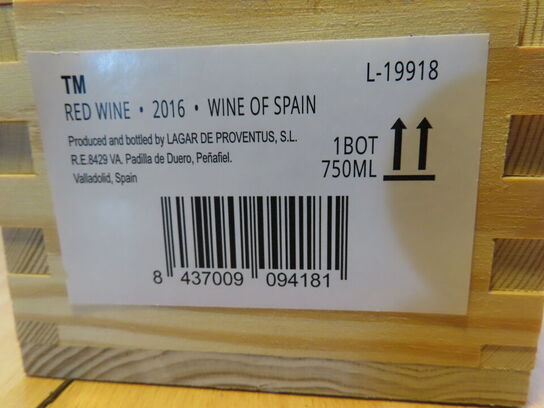 L-19918
TM
RED WINE • 2016 • WINE OF SPAIN
Produced and bottled by LAGAR DE PROVENTUS, S.L.
R.E.8429 VA, Padilla de Duero, Peñafiel.
Valladolid, Spain
1BOT
750ML
8 437009 094181